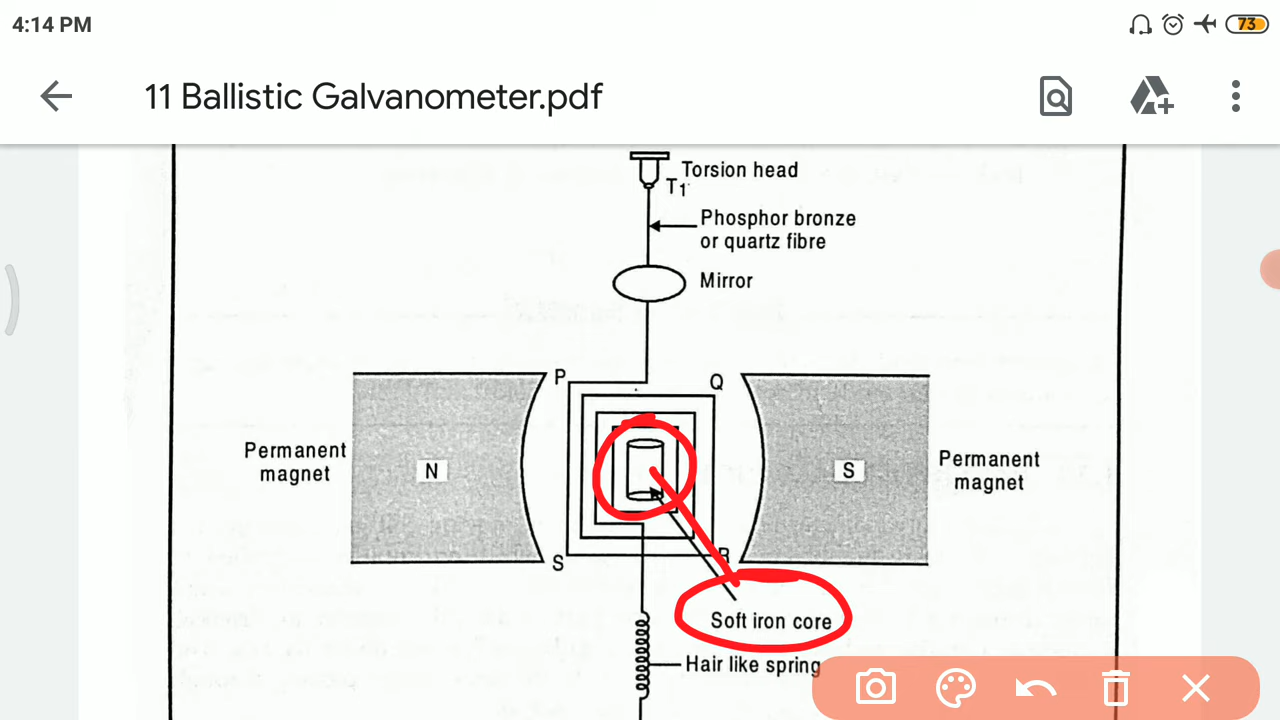 4:14 PM
73
11 Ballistic Galvanometer.pdf
Torsion head
T1
Phosphor bronze
or quartz fibre
Mirror
P
Q
Permanent
magnet
N
S
Permanent
magnet
S
R
Soft iron core
Hair like spring